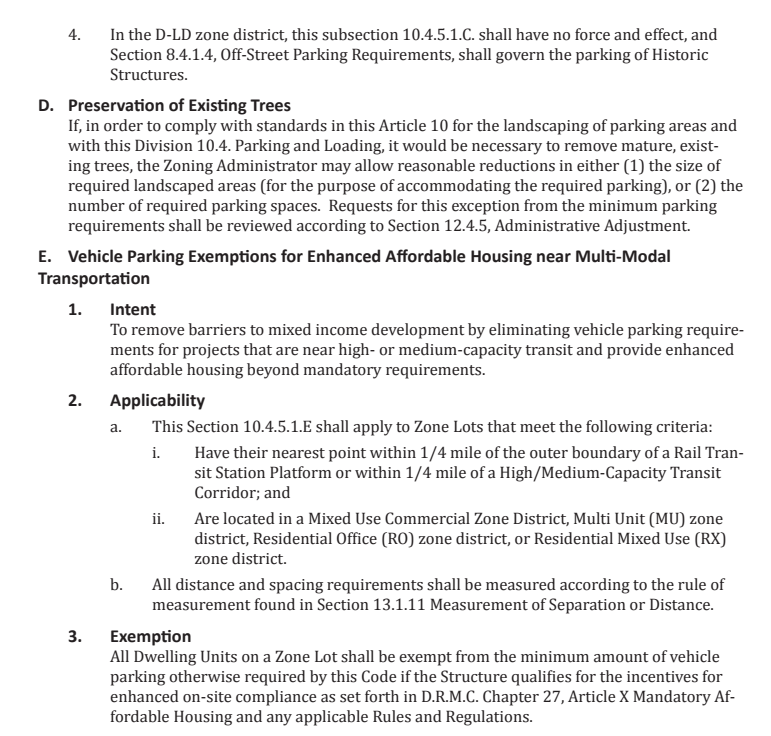 4. In the D-LD zone district, this subsection 10.4.5.1.C. shall have no force and effect, and
Section 8.4.1.4, Off-Street Parking Requirements, shall govern the parking of Historic
Structures.
D. Preservation of Existing Trees
If, in order to comply with standards in this Article 10 for the landscaping of parking areas and
with this Division 10.4. Parking and Loading, it would be necessary to remove mature, exist-
ing trees, the Zoning Administrator may allow reasonable reductions in either (1) the size of
required landscaped areas (for the purpose of accommodating the required parking), or (2) the
number of required parking spaces. Requests for this exception from the minimum parking
requirements shall be reviewed according to Section 12.4.5, Administrative Adjustment.
E. Vehicle Parking Exemptions for Enhanced Affordable Housing near Multi-Modal
Transportation
1. Intent
To remove barriers to mixed income development by eliminating vehicle parking require-
ments for projects that are near high- or medium-capacity transit and provide enhanced
affordable housing beyond mandatory requirements.
2. Applicability
a. This Section 10.4.5.1.E shall apply to Zone Lots that meet the following criteria:
i. Have their nearest point within 1/4 mile of the outer boundary of a Rail Tran-
sit Station Platform or within 1/4 mile of a High/Medium-Capacity Transit
Corridor; and
ii. Are located in a Mixed Use Commercial Zone District, Multi Unit (MU) zone
district, Residential Office (RO) zone district, or Residential Mixed Use (RX)
zone district.
b. All distance and spacing requirements shall be measured according to the rule of
measurement found in Section 13.1.11 Measurement of Separation or Distance.
3. Exemption
All Dwelling Units on a Zone Lot shall be exempt from the minimum amount of vehicle
parking otherwise required by this Code if the Structure qualifies for the incentives for
enhanced on-site compliance as set forth in D.R.M.C. Chapter 27, Article X Mandatory Af-
fordable Housing and any applicable Rules and Regulations.